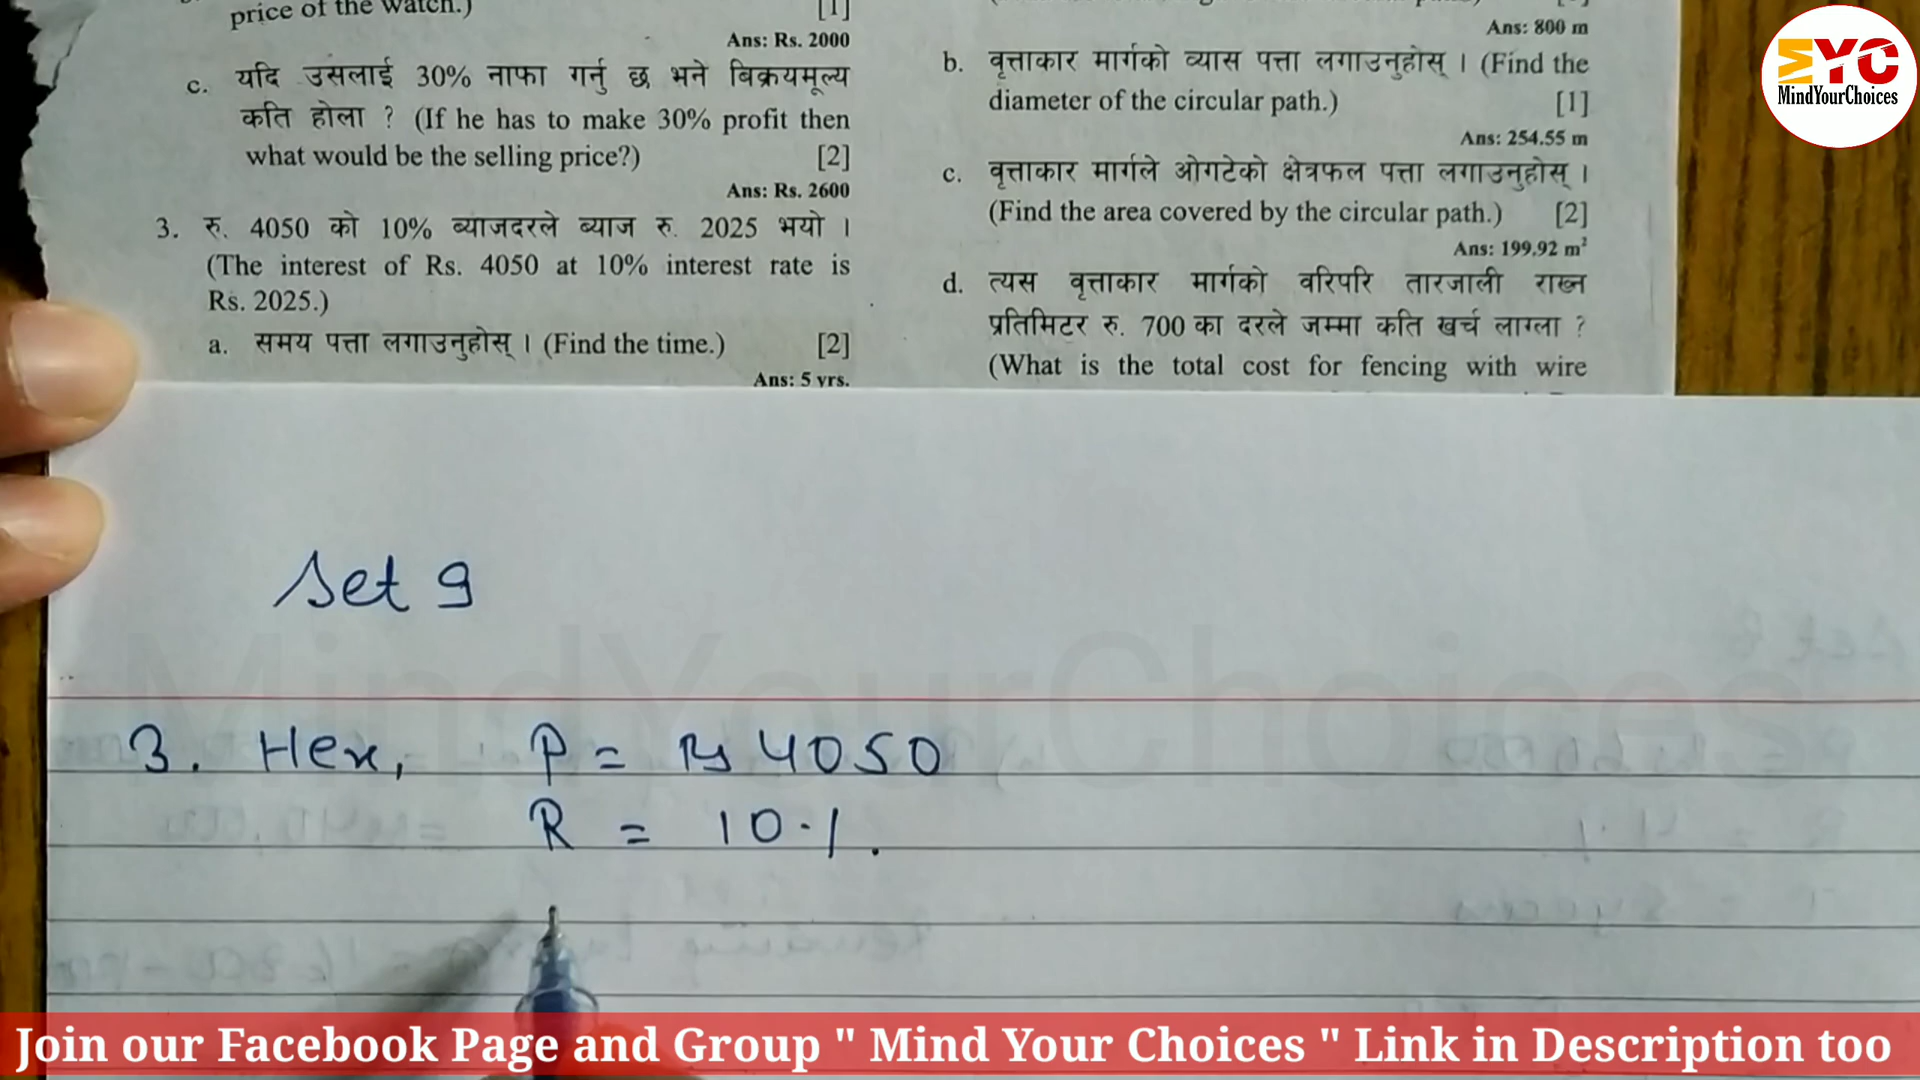 price of the watch.) [1]
Ans: Rs. 2000
c. यदि उसलाई 30% नाफा गर्नु छ भने बिक्रयमूल्य
कति होला ? (If he has to make 30% profit then
what would be the selling price?) [2]
Ans: Rs. 2600
3. रु. 4050 को 10% ब्याजदरले ब्याज रु. 2025 भयो ।
(The interest of Rs. 4050 at 10% interest rate is
Rs. 2025.)
a. समय पत्ता लगाउनुहोस् । (Find the time.) [2]
Ans: 5 yrs.
Ans: 800 m
b. वृत्ताकार मार्गको व्यास पत्ता लगाउनुहोस् । (Find the
diameter of the circular path.) [1]
Ans: 254.55 m
c. वृत्ताकार मार्गले ओगटेको क्षेत्रफल पत्ता लगाउनुहोस् ।
(Find the area covered by the circular path.) [2]
Ans: 199.92 m²
d. त्यस वृत्ताकार मार्गको वरिपरि तारजाली राख्न
प्रतिमिटर रु. 700 का दरले जम्मा कति खर्च लाग्ला ?
(What is the total cost for fencing with wire
MYC
MindYourChoices
Set 9
MindYourChoices
3. Here, P = Rs 4050
R = 10%.
Join our Facebook Page and Group " Mind Your Choices " Link in Description too